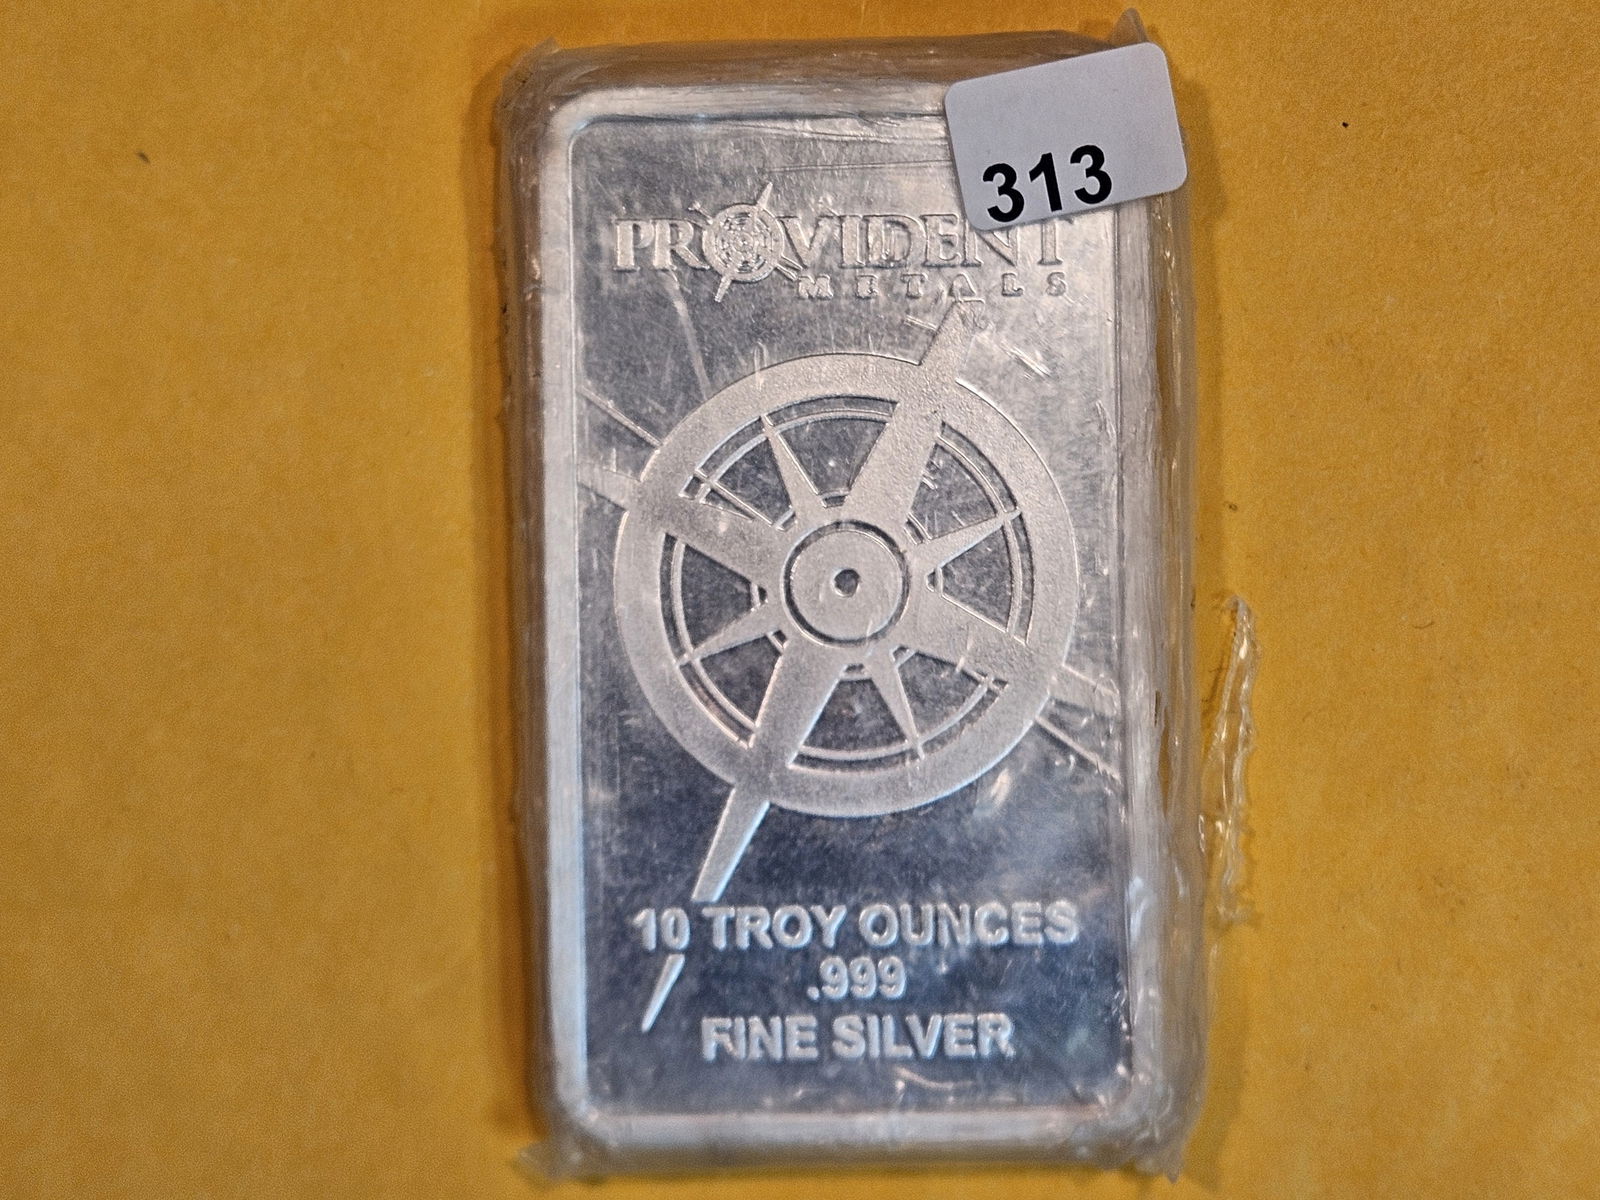 313
PROVIDENT
METALS
10 TROY OUNCES
.999
FINE SILVER